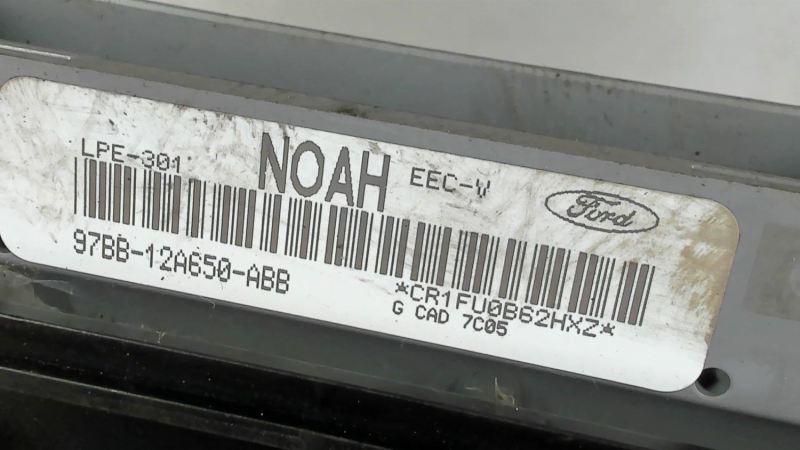 LPE-301 NOAH EEC-V Ford
97BB-12A650-ABB *CR1FU0B62HXZ*
G CAD 7C05